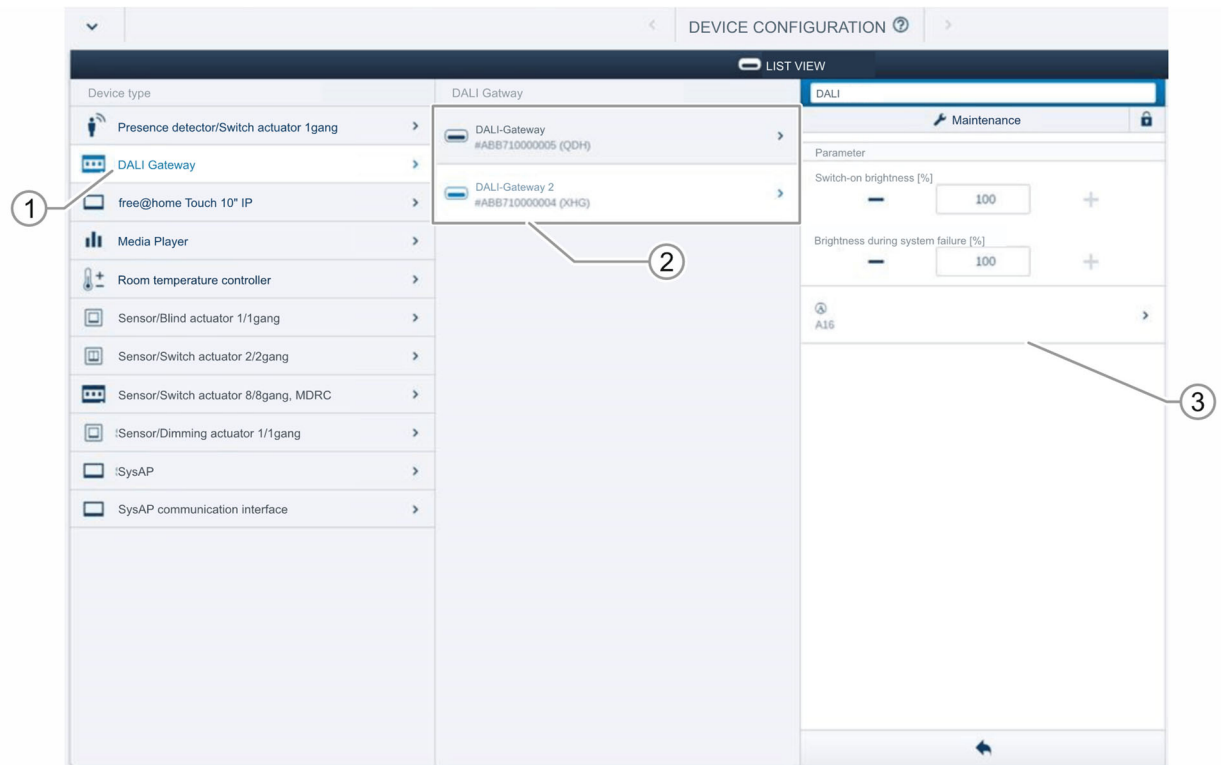 DEVICE CONFIGURATION ?
LIST VIEW
Device type
Presence detector/Switch actuator 1gang
DALI Gateway
free@home Touch 10" IP
Media Player
Room temperature controller
Sensor/Blind actuator 1/1gang
Sensor/Switch actuator 2/2gang
Sensor/Switch actuator 8/8gang, MDRC
Sensor/Dimming actuator 1/1gang
SysAP
SysAP communication interface
DALI Gatway
DALI-Gateway
#ABB710000005 (QDH)
DALI-Gateway 2
#ABB710000004 (XHG)
DALI
Maintenance
Parameter
Switch-on brightness [%]
100
Brightness during system failure [%]
100
A16
1
2
3